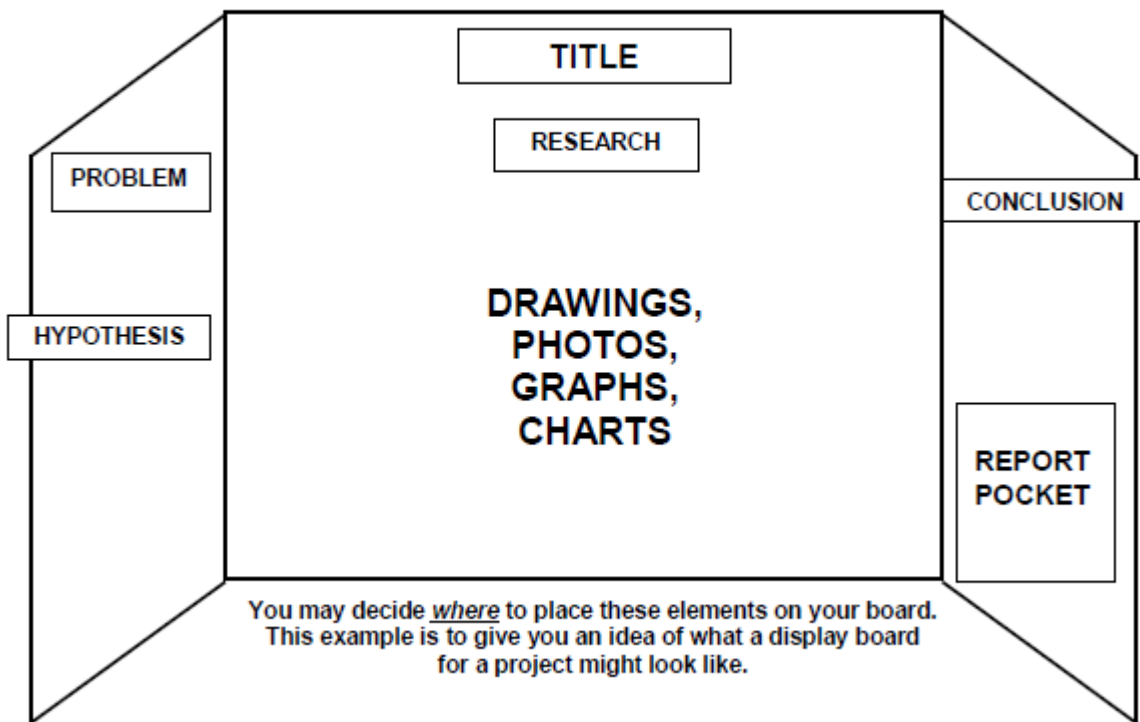 TITLE
RESEARCH
PROBLEM
HYPOTHESIS
DRAWINGS,
PHOTOS,
GRAPHS,
CHARTS
CONCLUSION
REPORT
POCKET
You may decide where to place these elements on your board.
This example is to give you an idea of what a display board
for a project might look like.